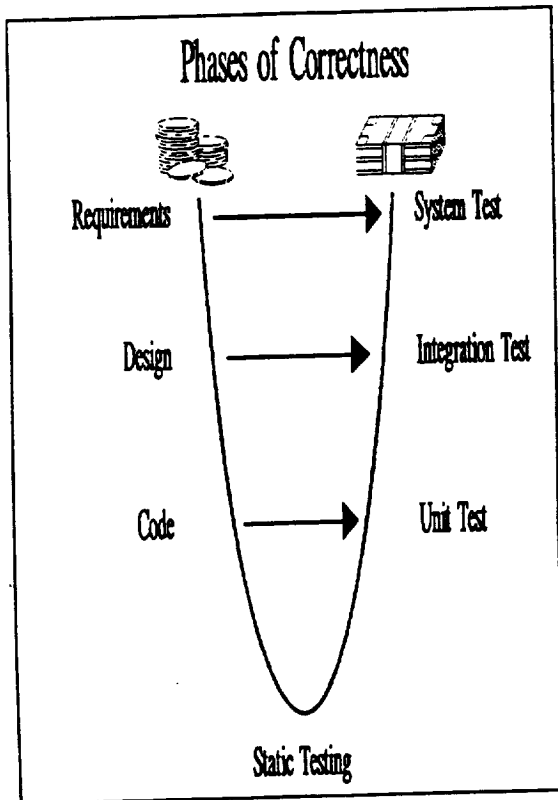 Phases of Correctness
Requirements
System Test
Design
Integration Test
Code
Unit Test
Static Testing